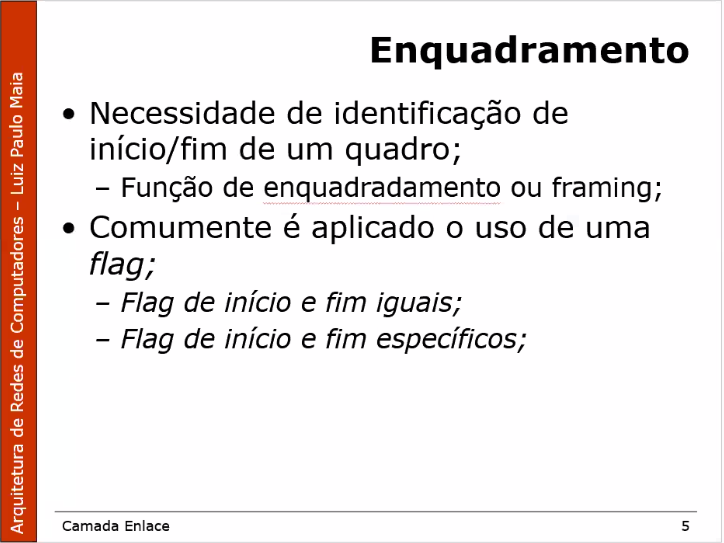 Enquadramento
• Necessidade de identificação de
início/fim de um quadro;
– Função de enquadradamento ou framing;
• Comumente é aplicado o uso de uma
flag;
– Flag de início e fim iguais;
– Flag de início e fim específicos;
Arquitetura de Redes de Computadores – Luiz Paulo Maia
Camada Enlace
5